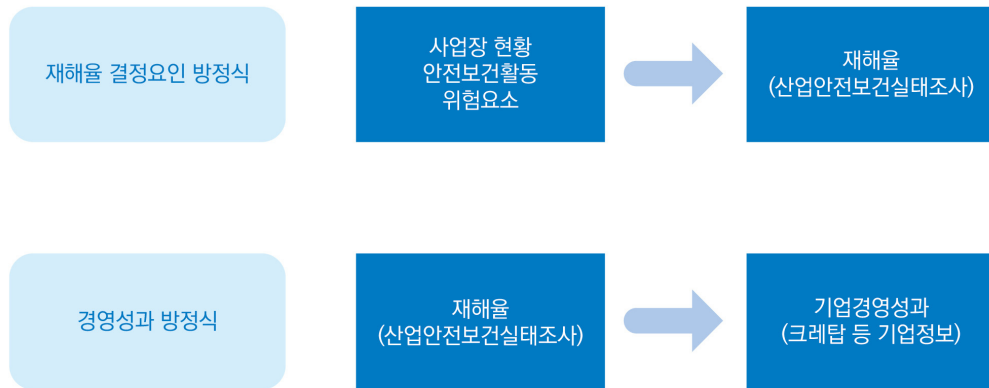 재해율 결정요인 방정식
사업장 현황
안전보건활동
위험요소
재해율
(산업안전보건실태조사)
경영성과 방정식
재해율
(산업안전보건실태조사)
기업경영성과
(크레탑 등 기업정보)